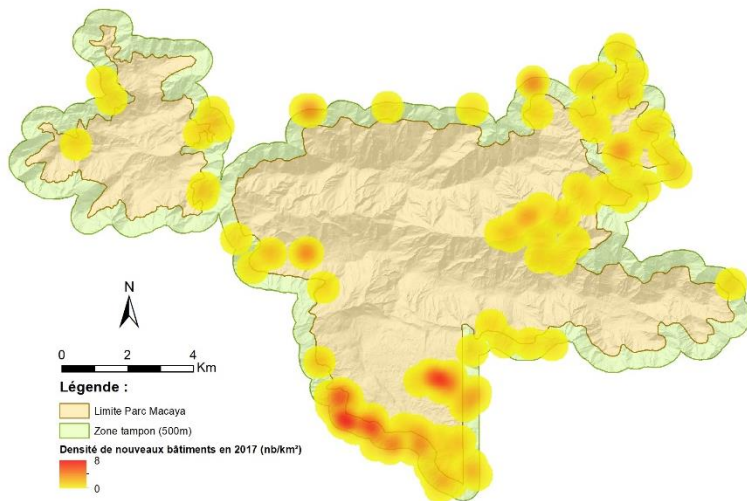 N
0 2 4
Km
Légende :
Limite Parc Macaya
Zone tampon (500m)
Densité de nouveaux bâtiments en 2017 (nb/km²)
8
0